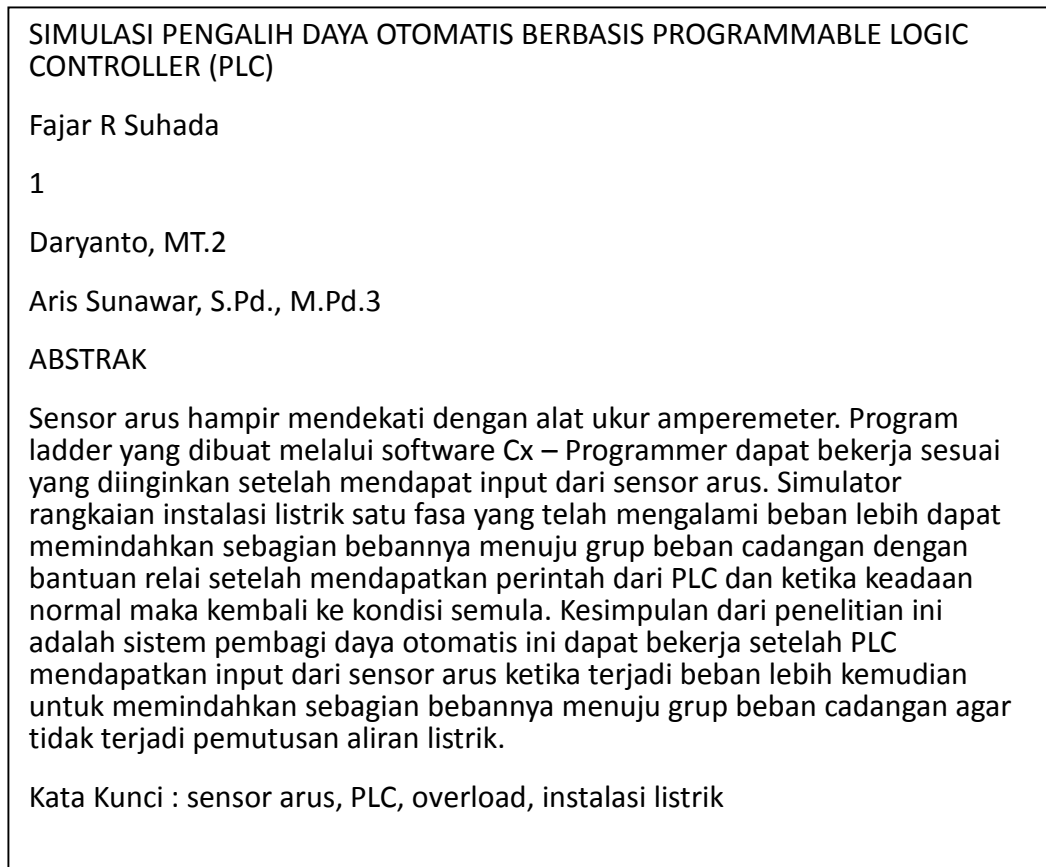 SIMULASI PENGALIH DAYA OTOMATIS BERBASIS PROGRAMMABLE LOGIC
CONTROLLER (PLC)
Fajar R Suhada
1
Daryanto, MT.2
Aris Sunawar, S.Pd., M.Pd.3
ABSTRAK
Sensor arus hampir mendekati dengan alat ukur amperemeter. Program
ladder yang dibuat melalui software Cx – Programmer dapat bekerja sesuai
yang diinginkan setelah mendapat input dari sensor arus. Simulator
rangkaian instalasi listrik satu fasa yang telah mengalami beban lebih dapat
memindahkan sebagian bebannya menuju grup beban cadangan dengan
bantuan relai setelah mendapatkan perintah dari PLC dan ketika keadaan
normal maka kembali ke kondisi semula. Kesimpulan dari penelitian ini
adalah sistem pembagi daya otomatis ini dapat bekerja setelah PLC
mendapatkan input dari sensor arus ketika terjadi beban lebih kemudian
untuk memindahkan sebagian bebannya menuju grup beban cadangan agar
tidak terjadi pemutusan aliran listrik.
Kata Kunci : sensor arus, PLC, overload, instalasi listrik